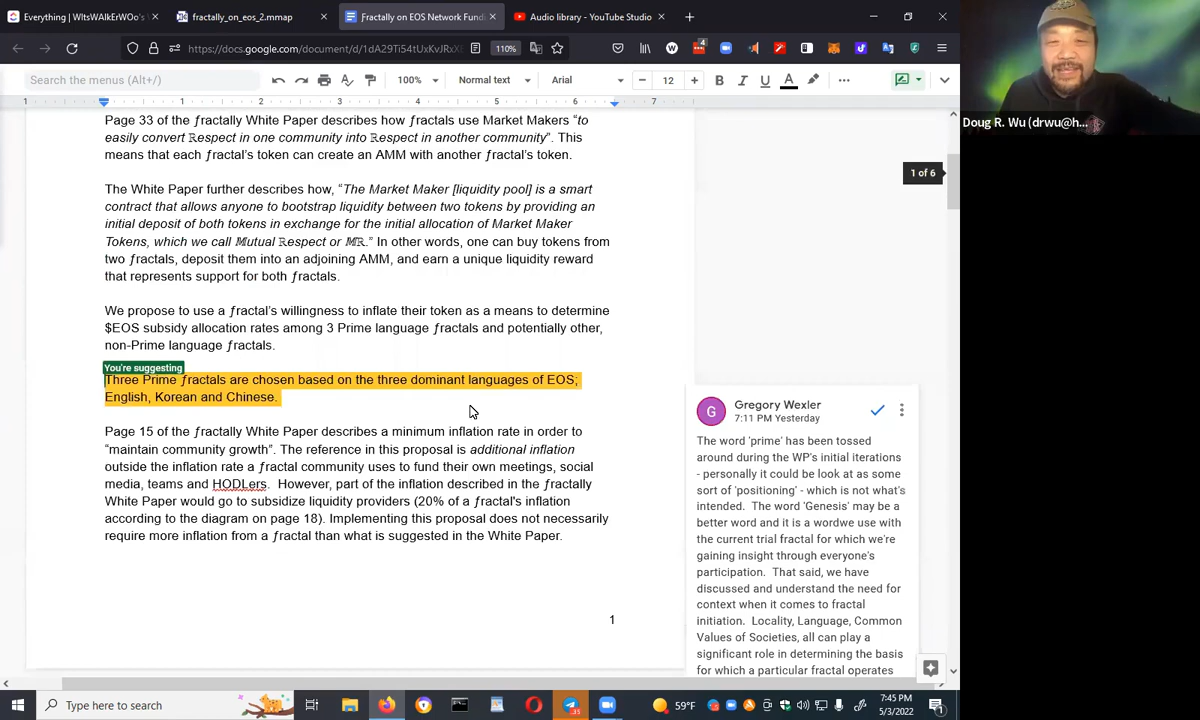 Everything | WItsWAlkErWOo's
fractally_on_eos_2.mmap
Fractally on EOS Network Fund
Audio library - YouTube Studio
https://docs.google.com/document/d/1dA29Ti54tUxKvJRxX
110%
Search the menus (Alt+/)
100%
Normal text
Arial
12
B I U A
1 1 2 3 4 5 6 7
Page 33 of the ƒractally White Paper describes how ƒractals use Market Makers “to
easily convert ℝespect in one community into ℝespect in another community”. This
means that each ƒractal’s token can create an AMM with another ƒractal’s token.
The White Paper further describes how, “The Market Maker [liquidity pool] is a smart
contract that allows anyone to bootstrap liquidity between two tokens by providing an
initial deposit of both tokens in exchange for the initial allocation of Market Maker
Tokens, which we call 𝕄utual ℝespect or 𝕄ℝ.” In other words, one can buy tokens from
two ƒractals, deposit them into an adjoining AMM, and earn a unique liquidity reward
that represents support for both ƒractals.
We propose to use a ƒractal’s willingness to inflate their token as a means to determine
$EOS subsidy allocation rates among 3 Prime language ƒractals and potentially other,
non-Prime language ƒractals.
You're suggesting
Three Prime ƒractals are chosen based on the three dominant languages of EOS;
English, Korean and Chinese.
Page 15 of the ƒractally White Paper describes a minimum inflation rate in order to
“maintain community growth”. The reference in this proposal is additional inflation
outside the inflation rate a ƒractal community uses to fund their own meetings, social
media, teams and HODLers. However, part of the inflation described in the ƒractally
White Paper would go to subsidize liquidity providers (20% of a ƒractal's inflation
according to the diagram on page 18). Implementing this proposal does not necessarily
require more inflation from a ƒractal than what is suggested in the White Paper.
1
1 of 6
G
Gregory Wexler
7:11 PM Yesterday
The word 'prime' has been tossed
around during the WP's initial iterations
- personally it could be look at as some
sort of 'positioning' - which is not what's
intended. The word 'Genesis' may be a
better word and it is a wordwe use with
the current trial fractal for which we're
gaining insight through everyone's
participation. That said, we have
discussed and understand the need for
context when it comes to fractal
initiation. Locality, Language, Common
Values of Societies, all can play a
significant role in determining the basis
for which a particular fractal operates
Doug R. Wu (drwu@h...
Type here to search
59°F
7:45 PM
5/3/2022